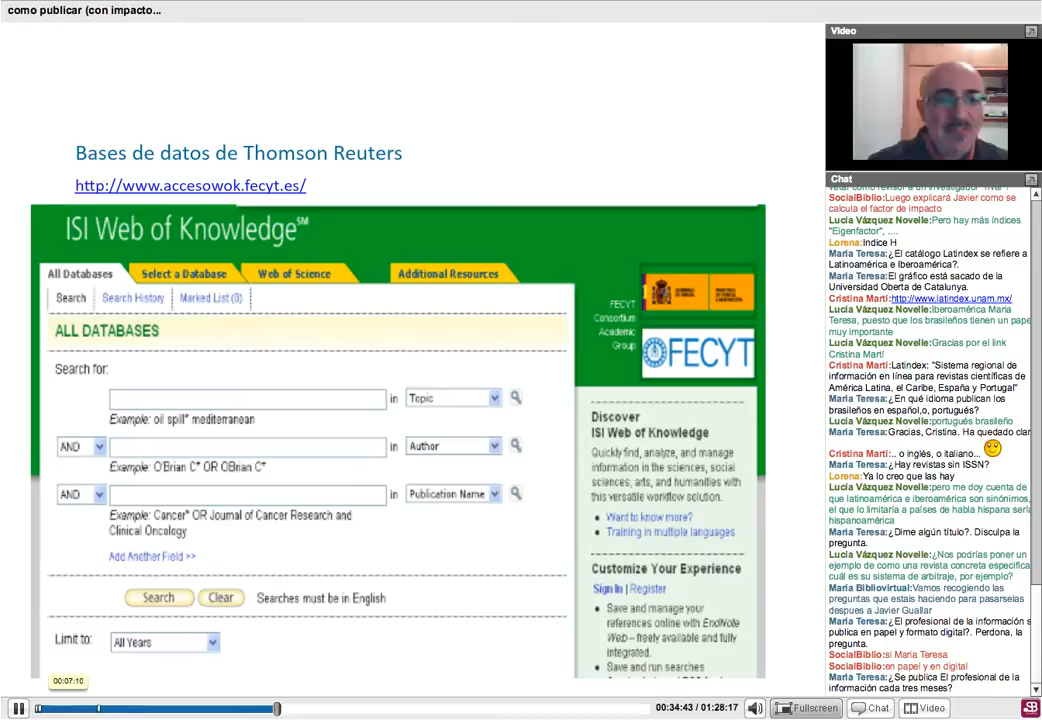 como publicar (con impacto...
Bases de datos de Thomson Reuters
http://www.accesowok.fecyt.es/
ISI Web of Knowledge℠
All Databases
Select a Database
Web of Science
Additional Resources
Search
Search History
Marked List (0)
ALL DATABASES
Search for:
in
Topic
Example: oil spill* mediterranean
AND
in
Author
Example: O'Brian C* OR OBrian C*
AND
in
Publication Name
Example: Cancer* OR Journal of Cancer Research and
Clinical Oncology
Add Another Field >>
Search
Clear
Searches must be in English
Limit to:
All Years
FECYT
Consortium
Academic
Group
FECYT
Discover
ISI Web of Knowledge
Quickly find, analyze, and manage
information in the sciences, social
sciences, arts, and humanities with
this versatile workflow solution.
Want to know more?
Training in multiple languages
Customize Your Experience
Sign In | Register
Save and manage your
references online with EndNote
Web – freely available and fully
integrated.
Save and run searches
00:07:10
Video
Chat
SocialBiblio:Luego explicará Javier como se
calcula el factor de impacto
Lucía Vázquez Novelle:Pero hay más índices
"Eigenfactor", ....
Lorena:Indice H
Maria Teresa:¿El catálogo Latindex se refiere a
Latinoamérica e Iberoamérica?.
Maria Teresa:El gráfico está sacado de la
Universidad Oberta de Catalunya.
Cristina Martí:http://www.latindex.unam.mx/
Lucía Vázquez Novelle:Iberoamérica Maria
Teresa, puesto que los brasileños tienen un pape
muy importante
Lucía Vázquez Novelle:Gracias por el link
Cristina Martí
Cristina Martí:Latindex: "Sistema regional de
información en línea para revistas científicas de
América Latina, el Caribe, España y Portugal"
Maria Teresa:¿En qué idioma publican los
brasileños en español,o, portugués?
Lucía Vázquez Novelle:portugués brasileño
Maria Teresa:Gracias, Cristina. Ha quedado clar
Cristina Martí:.. o inglés, o italiano...
Maria Teresa:¿Hay revistas sin ISSN?
Lorena:Ya lo creo que las hay
Lucía Vázquez Novelle:pero me doy cuenta de
que latinoamérica e iberoamérica son sinónimos,
el que lo limitaría a países de habla hispana sería
hispanoamérica
Maria Teresa:¿Dime algún título?. Disculpa la
pregunta.
Lucía Vázquez Novelle:¿Nos podrías poner un
ejemplo de como una revista concreta especifica
cuál es su sistema de arbitraje, por ejemplo?
Maria Bibliovirtual:Vamos recogiendo las
preguntas que estais haciendo para pasarselas
despues a Javier Guallar
Maria Teresa:¿El profesional de la información s
publica en papel y formato digital?. Perdona, la
pregunta.
SocialBiblio:si Maria Teresa
SocialBiblio:en papel y en digital
Maria Teresa:¿Se publica El profesional de la
información cada tres meses?
00:34:43 / 01:28:17
Fullscreen
Chat
Video